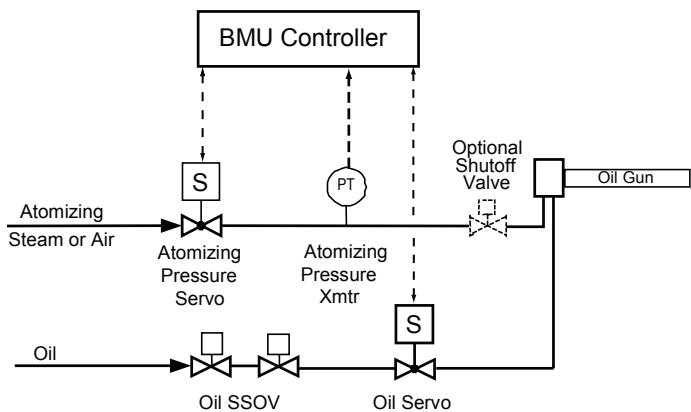 BMU Controller
S
PT
Optional
Shutoff
Valve
Oil Gun
Atomizing
Steam or Air
Atomizing
Pressure
Servo
Atomizing
Pressure
Xmtr
S
Oil
Oil SSOV
Oil Servo